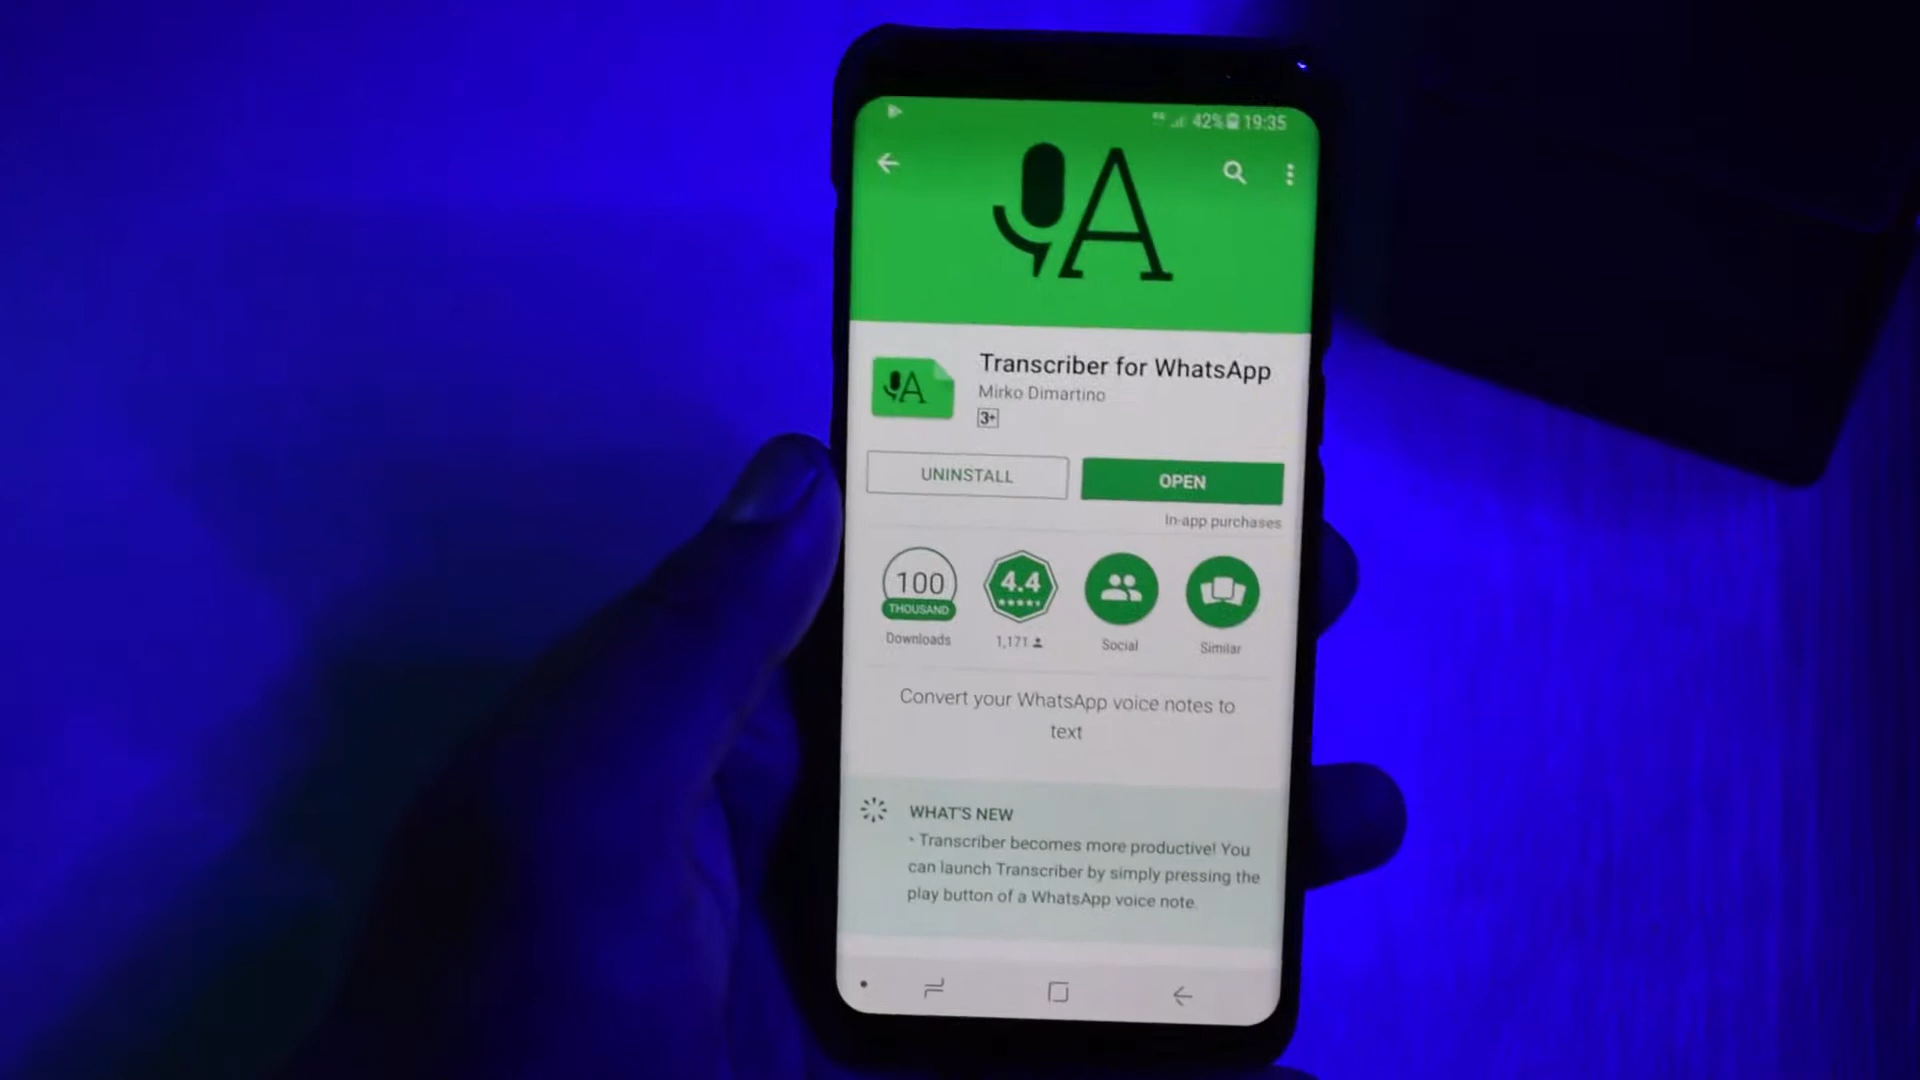 42% 19:35
A
Transcriber for WhatsApp
A
Mirko Dimartino
3+
UNINSTALL
OPEN
In-app purchases
100
THOUSAND
4.4
Downloads
1,171
Social
Similar
Convert your WhatsApp voice notes to
text
WHAT'S NEW
• Transcriber becomes more productive! You
can launch Transcriber by simply pressing the
play button of a WhatsApp voice note.